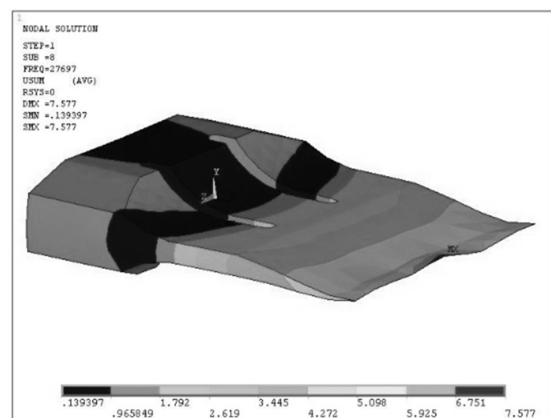 1
NODAL SOLUTION
STEP=1
SUB =8
FREQ=27697
USUM (AVG)
RSYS=0
DMX =7.577
SMN =.139397
SMX =7.577
Y
Z
MX
.139397 1.792 3.445 5.098 6.751
.965849 2.619 4.272 5.925 7.577